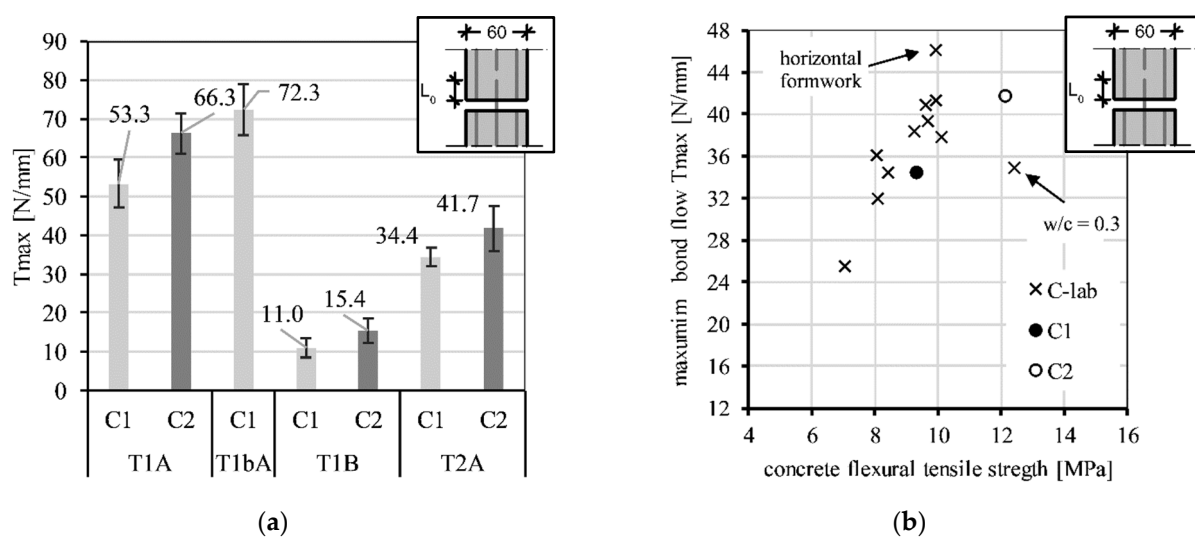 60
L0
Tmax [N/mm]
90
80
70
60
50
40
30
20
10
0
53.3
66.3
72.3
11.0
15.4
34.4
41.7
C1 C2 C1 C1 C2 C1 C2
T1A T1bA T1B T2A
(a)
60
L0
maxumim bond flow Tmax [N/mm]
48
44
40
36
32
28
24
20
16
12
horizontal
formwork
w/c = 0.3
C-lab
C1
C2
4 6 8 10 12 14 16
concrete flexural tensile stregth [MPa]
(b)